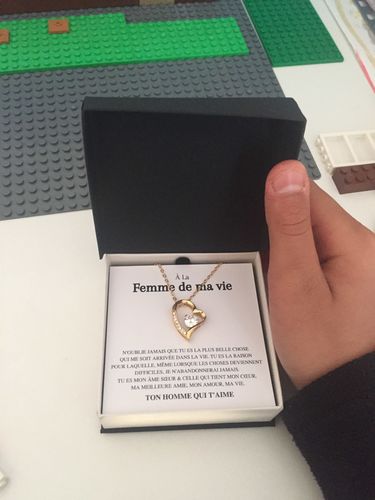 À La
Femme de ma vie
N'OUBLIE JAMAIS QUE TU ES LA PLUS BELLE CHOSE
QUI ME SOIT ARRIVÉE DANS LA VIE. TU ES LA RAISON
POUR LAQUELLE, MÊME LORSQUE LES CHOSES DEVIENNENT
DIFFICILES, JE N'ABANDONNERAI JAMAIS.
TU ES MON ÂME SŒUR & CELLE QUI TIENT MON CŒUR,
MA MEILLEURE AMIE, MON AMOUR, MA VIE.
TON HOMME QUI T'AIME